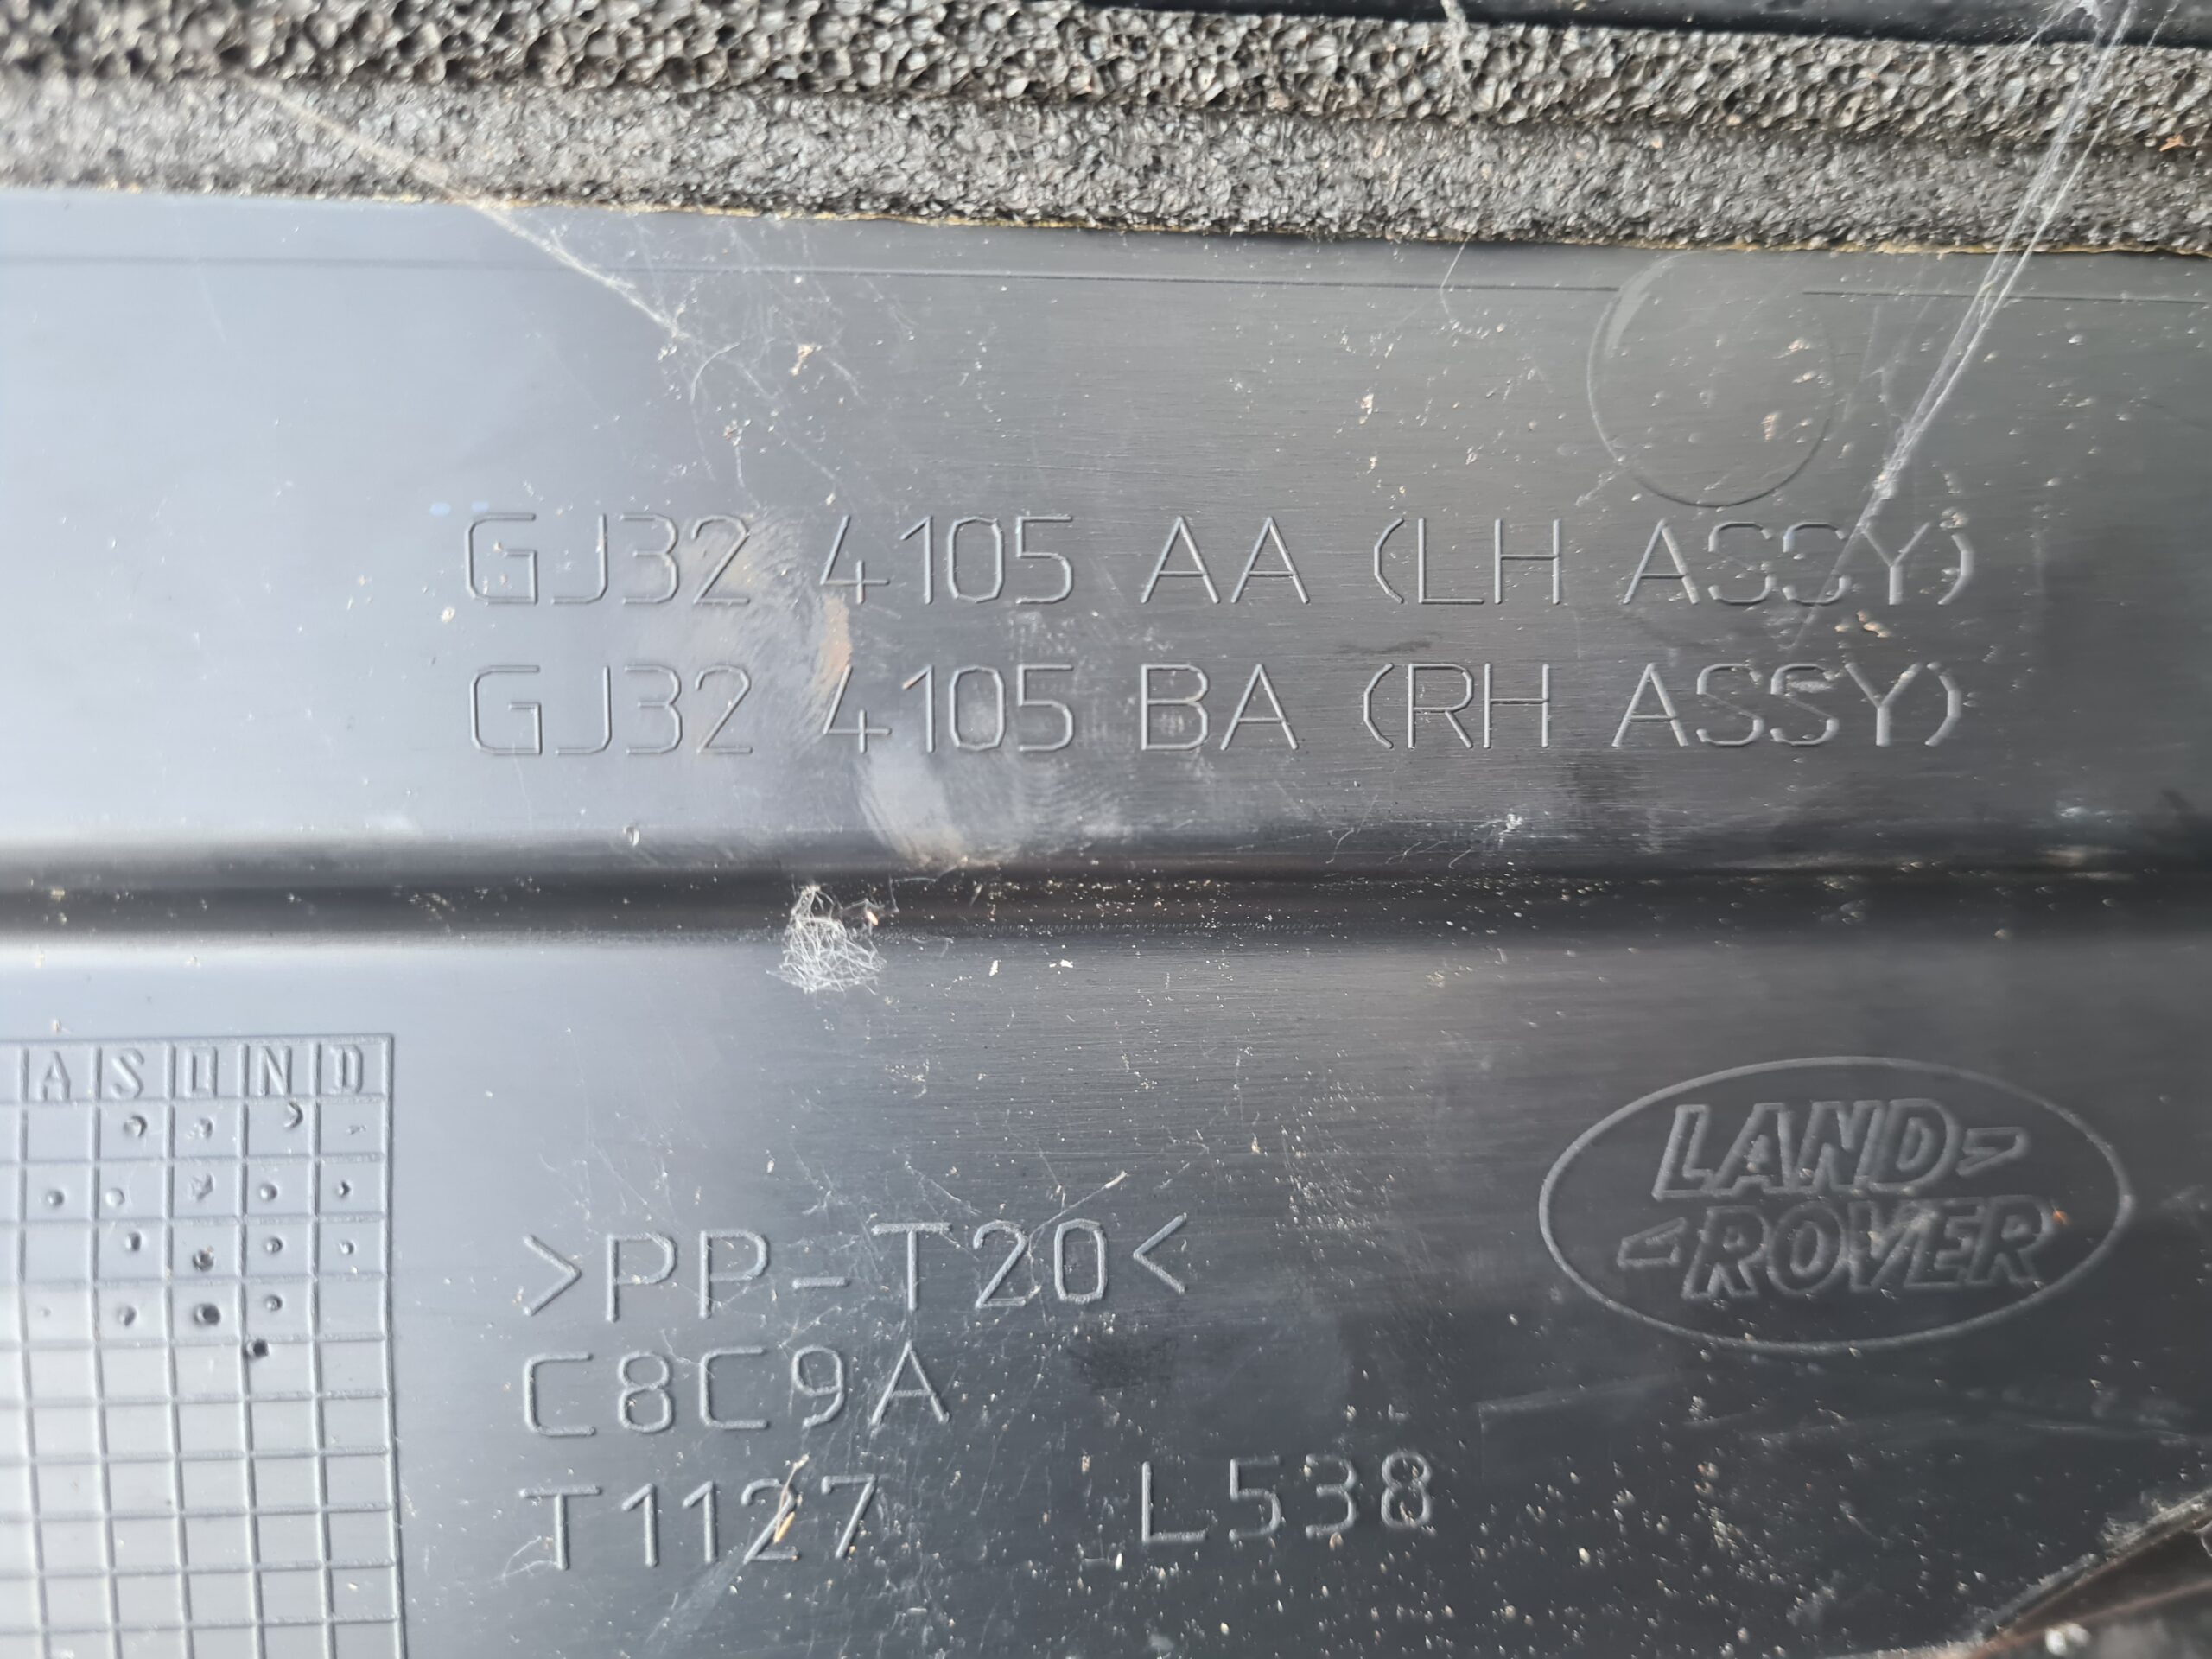 GJ32 4105 AA (LH ASSY)
GJ32 4105 BA (RH ASSY)
A S O N D
>PP-T20<
C8C9A
T1127 L538
LAND
ROVER